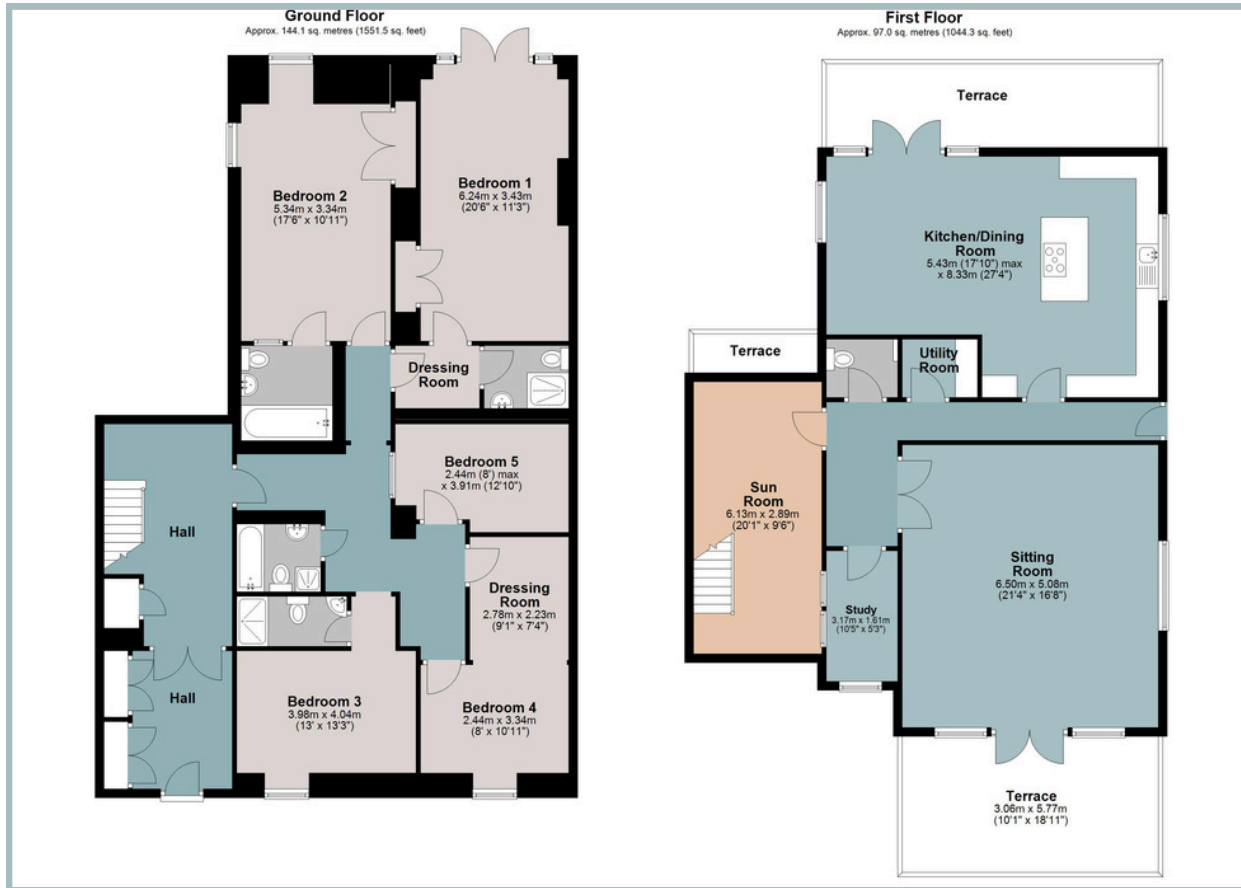 Ground Floor
Approx. 144.1 sq. metres (1551.5 sq. feet)
Bedroom 2
5.34m x 3.34m
(17'6" x 10'11")
Bedroom 1
6.24m x 3.43m
(20'6" x 11'3")
Dressing
Room
Bedroom 5
2.44m (8') max
x 3.91m (12'10")
Hall
Dressing
Room
2.78m x 2.23m
(9'1" x 7'4")
Hall
Bedroom 3
3.98m x 4.04m
(13' x 13'3")
Bedroom 4
2.44m x 3.34m
(8' x 10'11")
First Floor
Approx. 97.0 sq. metres (1044.3 sq. feet)
Terrace
Kitchen/Dining
Room
5.43m (17'10") max
x 8.33m (27'4")
Terrace
Utility
Room
Sun
Room
6.13m x 2.89m
(20'1" x 9'6")
Sitting
Room
6.50m x 5.08m
(21'4" x 16'8")
Study
3.17m x 1.61m
(10'5" x 5'3")
Terrace
3.06m x 5.77m
(10'1" x 18'11")